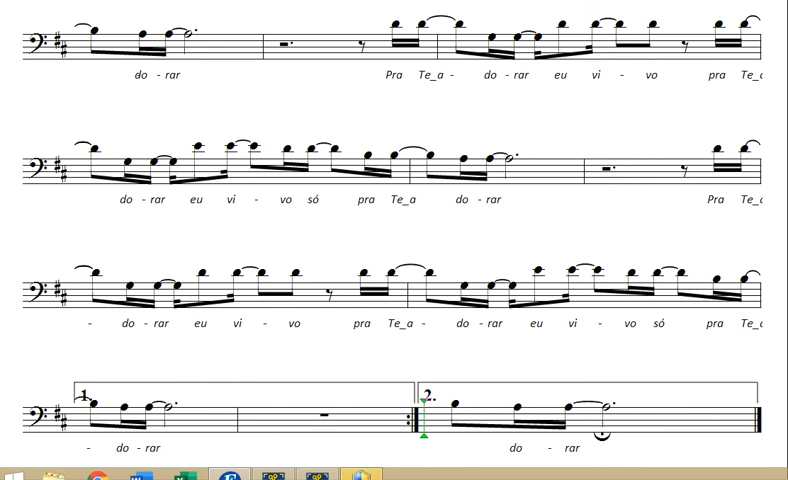 do - rar Pra Te_a - do - rar eu vi - vo pra Te_a
do - rar eu vi - vo só pra Te_a do - rar Pra Te_a
- do - rar eu vi - vo pra Te_a - do - rar eu vi - vo só pra Te_a
1. 2.
- do - rar do - rar